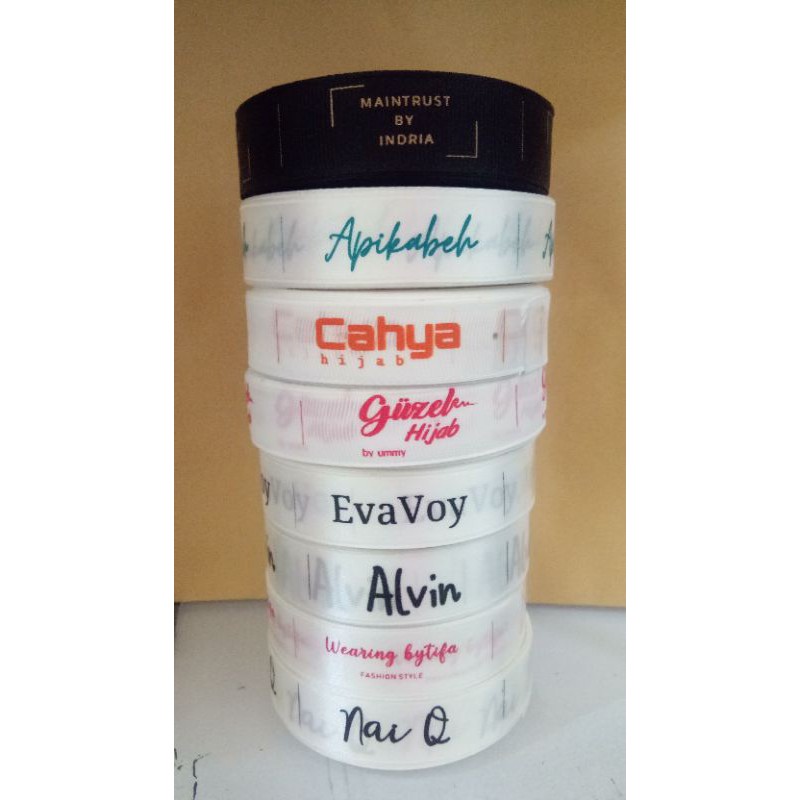 MAINTRUST
BY
INDRIA
Apikabeh
Cahya
hijab
Güzel
Hijab
by ummy
EvaVoy
Alvin
Wearing bytifa
FASHION STYLE
Nai Q